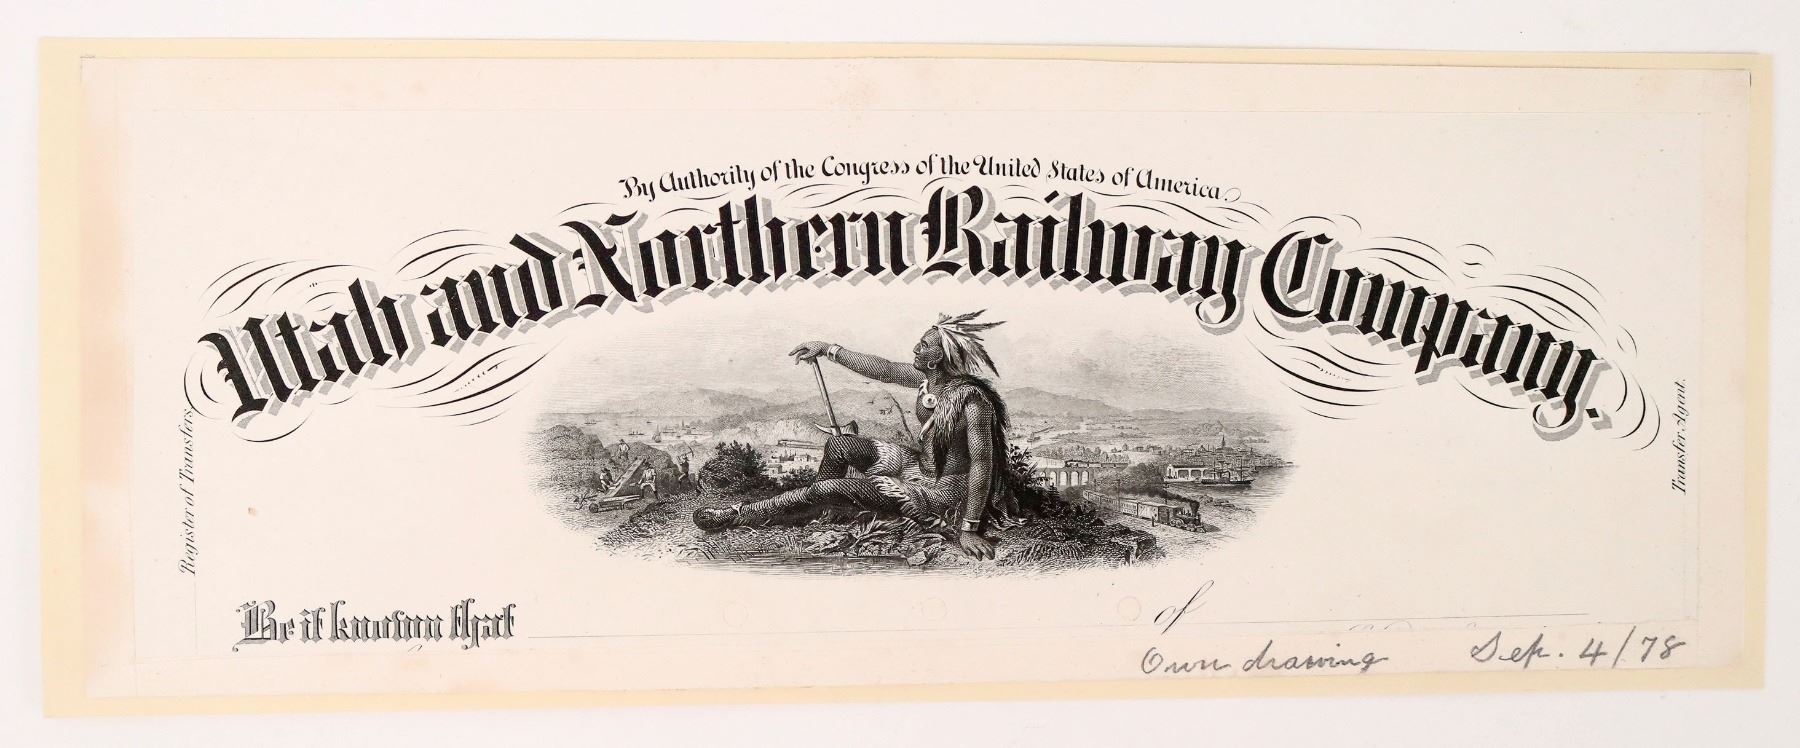 By Authority of the Congress of the United States of America
Utah and Northern Railway Company.
Register of Transfers.
Transfer Agent.
Be it known that
of
Own drawing Sep. 4/78